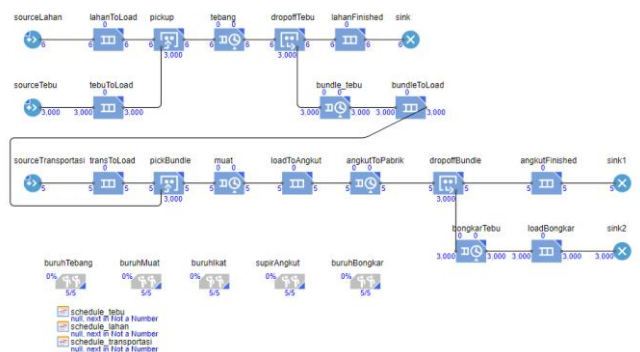 sourceLahan lahanToLoad pickup tebang dropoffTebu lahanFinished sink
0 0 0 0
6 6 6 6 6 6 6 6 6 6
3.000 3.000
sourceTebu tebuToLoad bundle_tebu bundleToLoad
0 0 0 0
3.000 3.000 3.000 3.000 3.000 3.000 3.000
sourceTransportasi transToLoad pickBundle muat loadToAngkut angkutToPabrik dropoffBundle angkutFinished sink1
0 0 0 0 0 0 0
5 5 5 5 5 5 5 5 5 5 5 5 5 5
3.000
bongkarTebu loadBongkar sink2
0 0 0
3.000 3.000 3.000 3.000 3.000
buruhTebang buruhMuat buruhIkat supirAngkut buruhBongkar
0% 0% 0% 0% 0%
5/5 5/5 5/5 5/5 5/5
schedule_tebu
null, next in Not a Number
schedule_lahan
null, next in Not a Number
schedule_transportasi
null, next in Not a Number